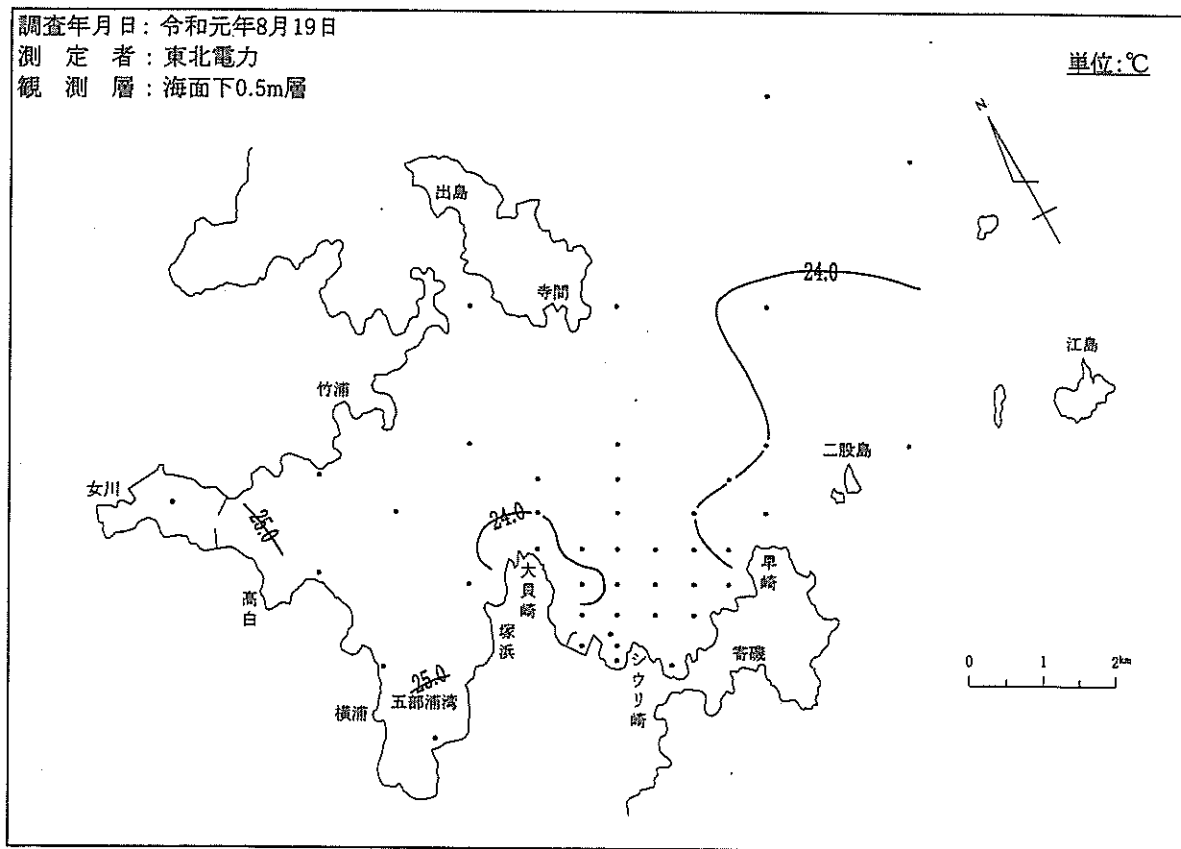 調査年月日：令和元年8月19日
測　定　者：東北電力
観　測　層：海面下0.5m層
単位：℃
N
出島
寺間
24.0
江島
竹浦
二股島
女川
25.0
24.0
大貝崎
早崎
高白
塚浜
シウリ崎
寄磯
25.0
五部浦湾
横浦
0 1 2km